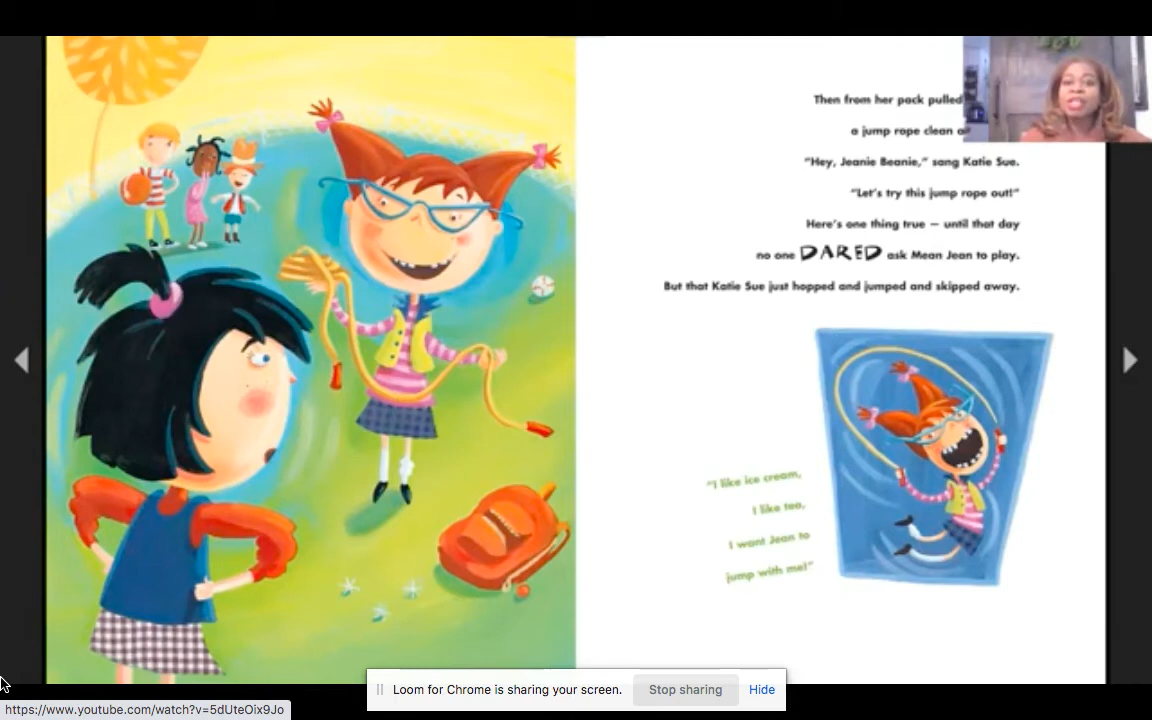 Then from her pack pulled
a jump rope clean
"Hey, Jeanie Beanie," sang Katie Sue.
"Let's try this jump rope out!"
Here's one thing true – until that day
no one DARED ask Mean Jean to play.
But that Katie Sue just hopped and jumped and skipped away.
"I like ice cream,
I like tea,
I want Jean to
jump with me!"
Loom for Chrome is sharing your screen.
Stop sharing
Hide
https://www.youtube.com/watch?v=5dUteOix9Jo